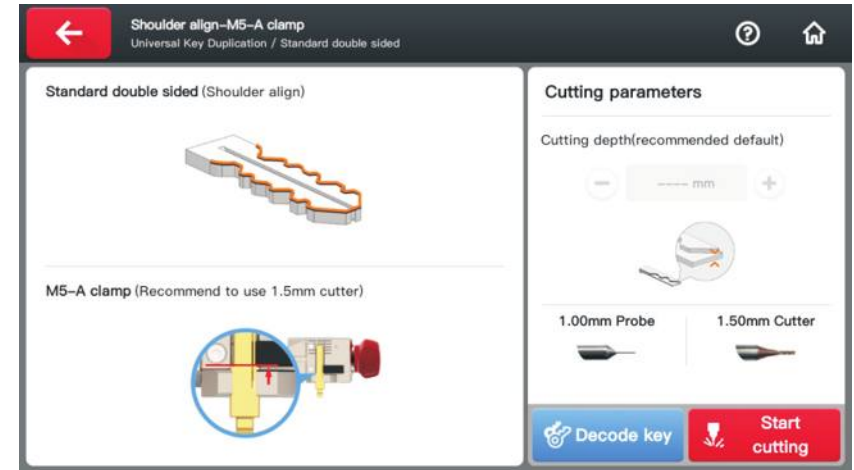 Shoulder align-M5-A clamp
Universal Key Duplication / Standard double sided
Standard double sided (Shoulder align)
M5-A clamp (Recommend to use 1.5mm cutter)
Cutting parameters
Cutting depth(recommended default)
---- mm
1.00mm Probe
1.50mm Cutter
Decode key
Start
cutting